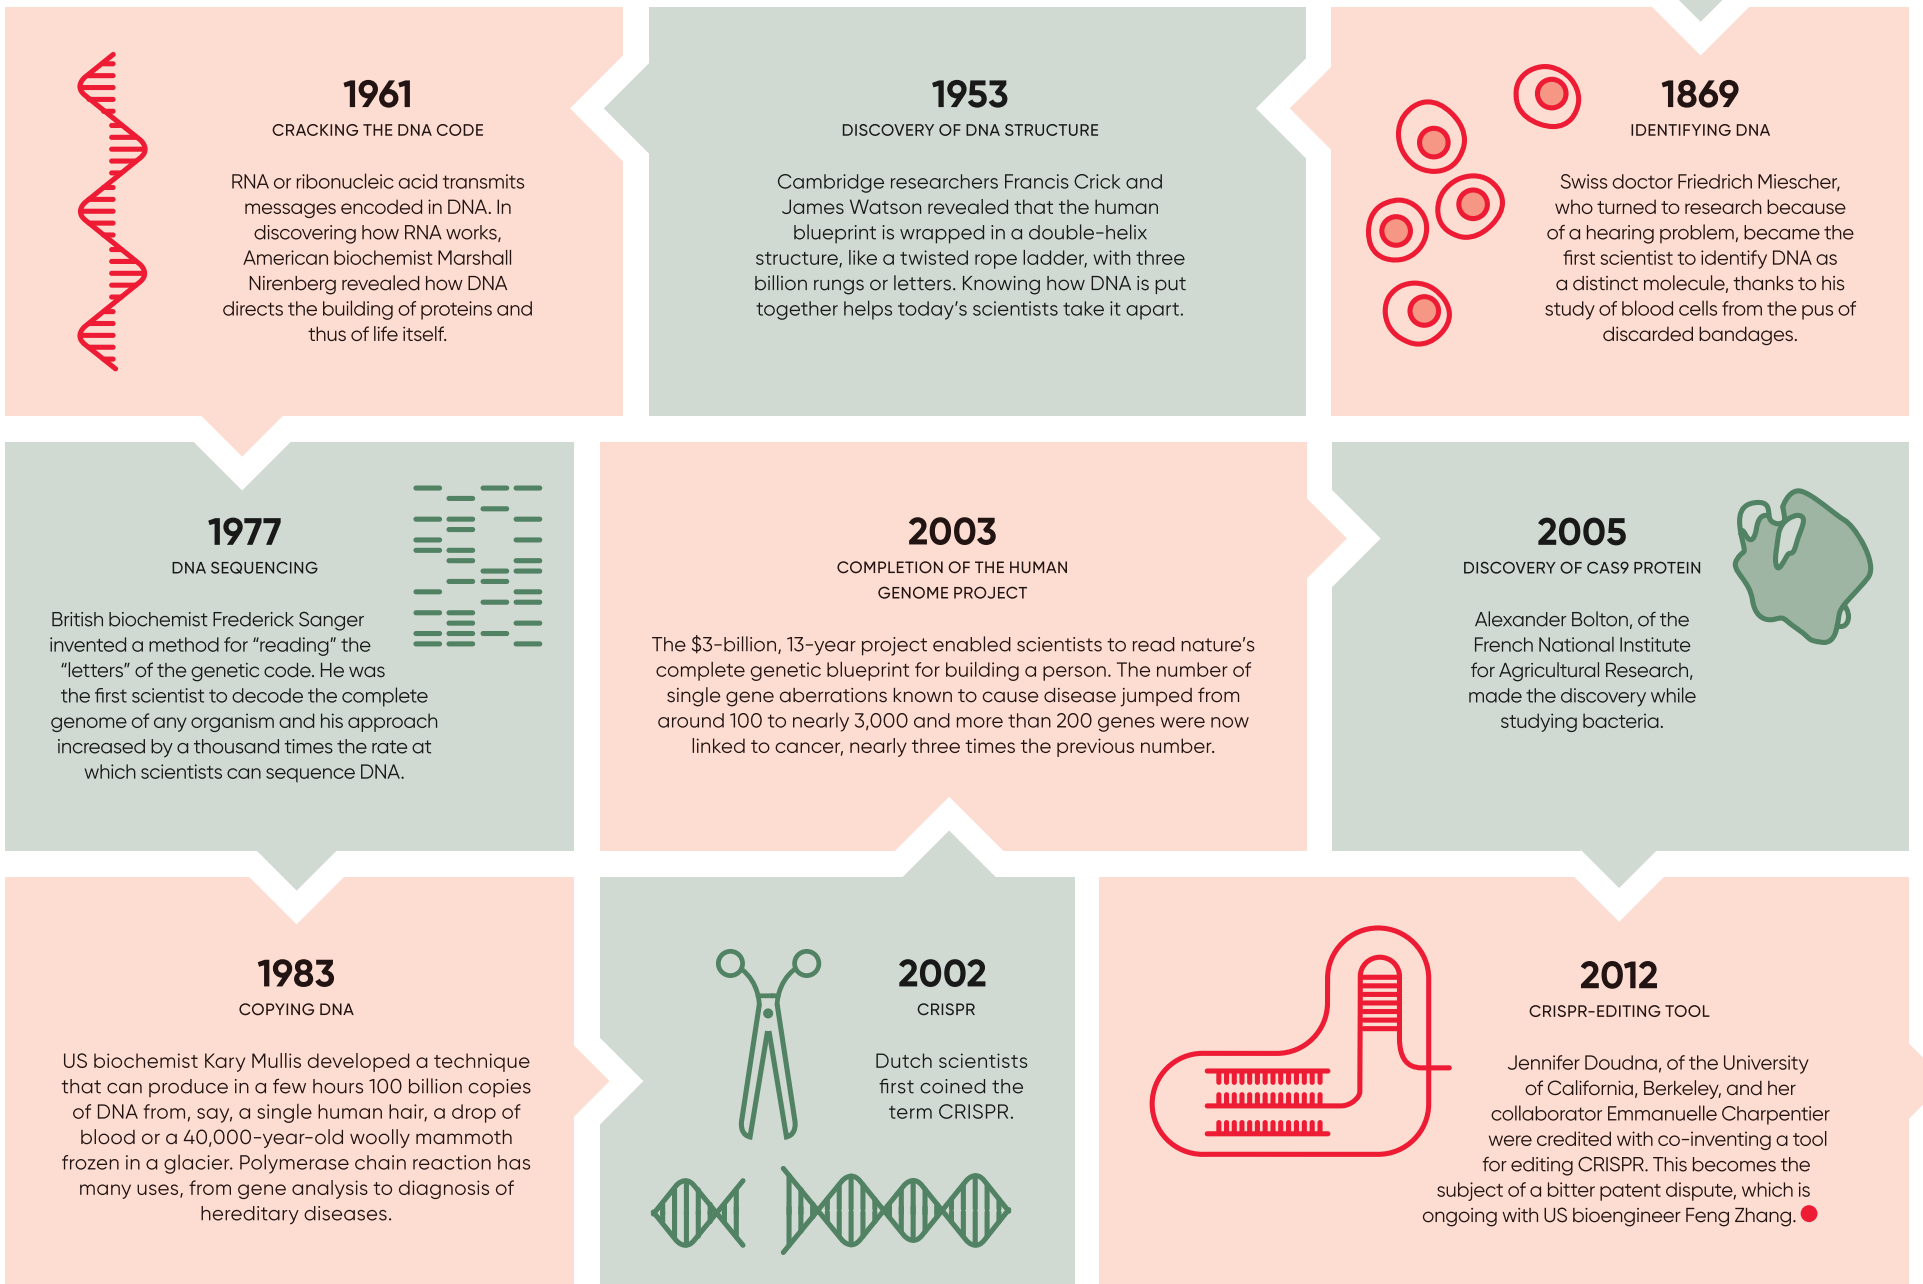 1961
CRACKING THE DNA CODE
RNA or ribonucleic acid transmits
messages encoded in DNA. In
discovering how RNA works,
American biochemist Marshall
Nirenberg revealed how DNA
directs the building of proteins and
thus of life itself.
1953
DISCOVERY OF DNA STRUCTURE
Cambridge researchers Francis Crick and
James Watson revealed that the human
blueprint is wrapped in a double-helix
structure, like a twisted rope ladder, with three
billion rungs or letters. Knowing how DNA is put
together helps today’s scientists take it apart.
1869
IDENTIFYING DNA
Swiss doctor Friedrich Miescher,
who turned to research because
of a hearing problem, became the
first scientist to identify DNA as
a distinct molecule, thanks to his
study of blood cells from the pus of
discarded bandages.
1977
DNA SEQUENCING
British biochemist Frederick Sanger
invented a method for “reading” the
“letters” of the genetic code. He was
the first scientist to decode the complete
genome of any organism and his approach
increased by a thousand times the rate at
which scientists can sequence DNA.
2003
COMPLETION OF THE HUMAN
GENOME PROJECT
The $3-billion, 13-year project enabled scientists to read nature’s
complete genetic blueprint for building a person. The number of
single gene aberrations known to cause disease jumped from
around 100 to nearly 3,000 and more than 200 genes were now
linked to cancer, nearly three times the previous number.
2005
DISCOVERY OF CAS9 PROTEIN
Alexander Bolton, of the
French National Institute
for Agricultural Research,
made the discovery while
studying bacteria.
1983
COPYING DNA
US biochemist Kary Mullis developed a technique
that can produce in a few hours 100 billion copies
of DNA from, say, a single human hair, a drop of
blood or a 40,000-year-old woolly mammoth
frozen in a glacier. Polymerase chain reaction has
many uses, from gene analysis to diagnosis of
hereditary diseases.
2002
CRISPR
Dutch scientists
first coined the
term CRISPR.
2012
CRISPR-EDITING TOOL
Jennifer Doudna, of the University
of California, Berkeley, and her
collaborator Emmanuelle Charpentier
were credited with co-inventing a tool
for editing CRISPR. This becomes the
subject of a bitter patent dispute, which is
ongoing with US bioengineer Feng Zhang.